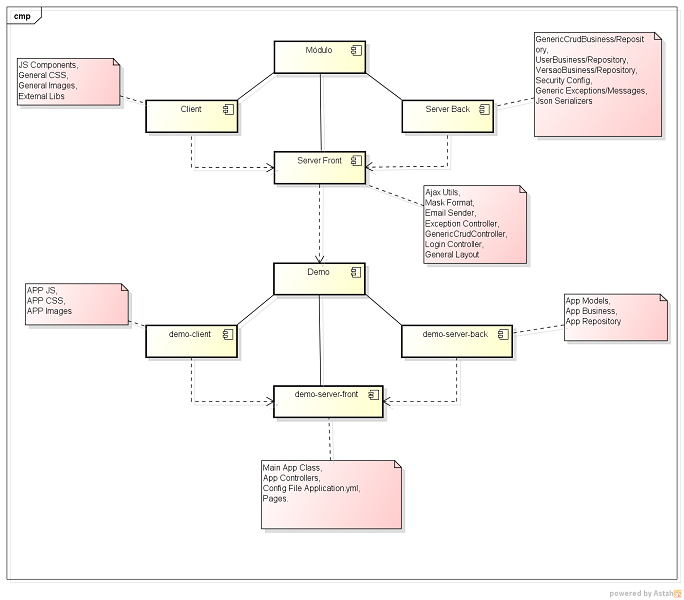 cmp
Módulo
JS Components,
General CSS,
General Images,
External Libs
Client
Server Back
GenericCrudBusiness/Reposit
ory,
UserBusiness/Repository,
VersaoBusiness/Repository,
Security Config,
Generic Exceptions/Messages,
Json Serializers
Server Front
Ajax Utils,
Mask Format,
Email Sender,
Exception Controller,
GenericCrudController,
Login Controller,
General Layout
Demo
APP JS,
APP CSS,
APP Images
demo-client
demo-server-back
App Models,
App Business,
App Repository
demo-server-front
Main App Class,
App Controllers,
Config File Application.yml,
Pages.
powered by Astah